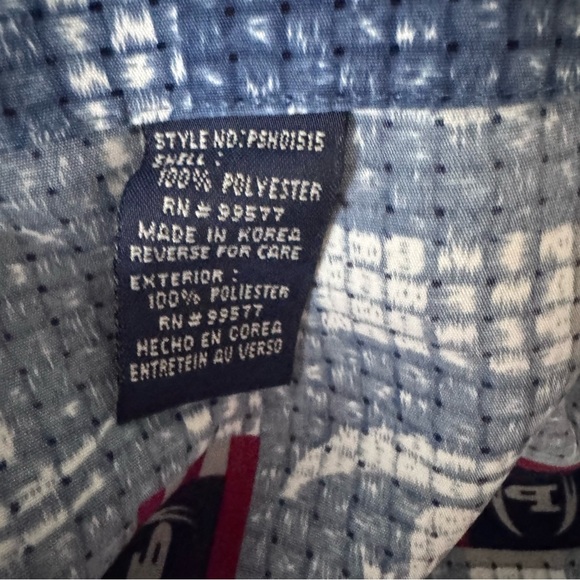 STYLE NO:PSH01515
SHELL :
100% POLYESTER
RN # 99577
MADE IN KOREA
REVERSE FOR CARE
EXTERIOR :
100% POLIESTER
RN # 99577
HECHO EN COREA
ENTRETEIN AU VERSO